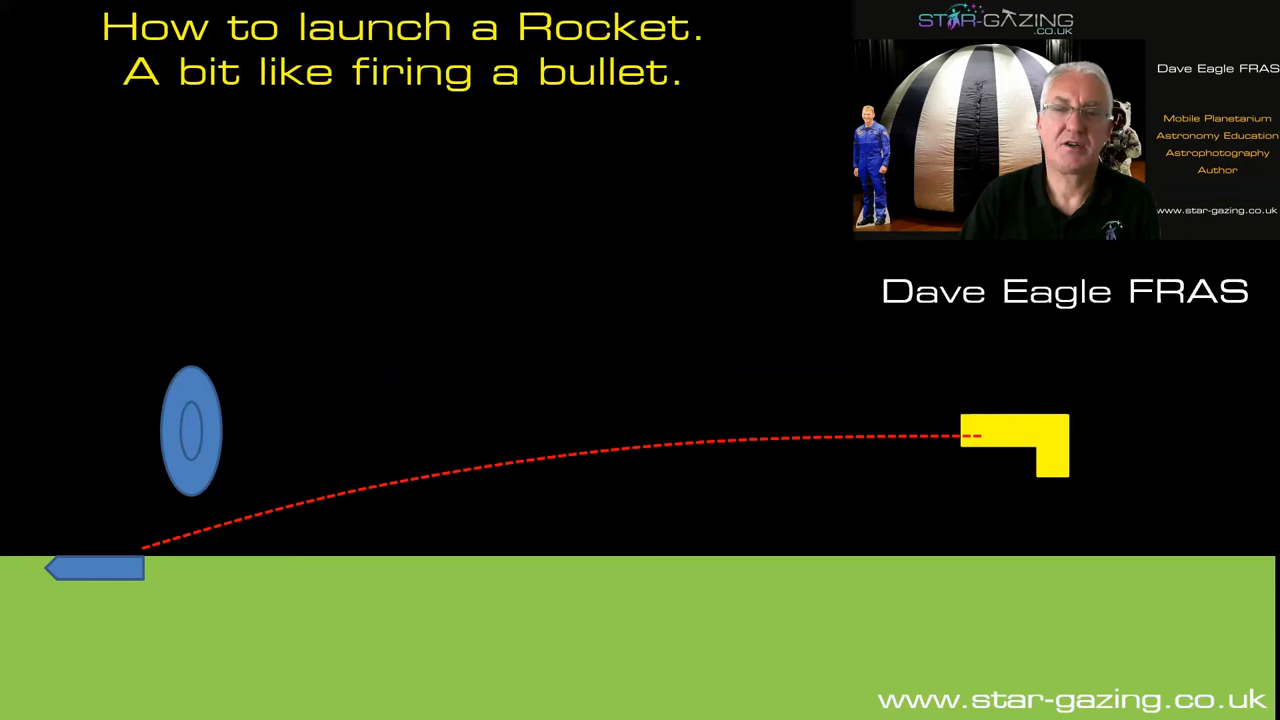 How to launch a Rocket.
A bit like firing a bullet.
STAR-GAZING
.CO.UK
Dave Eagle FRAS
Mobile Planetarium
Astronomy Education
Astrophotography
Author
www.star-gazing.co.uk
Dave Eagle FRAS
www.star-gazing.co.uk